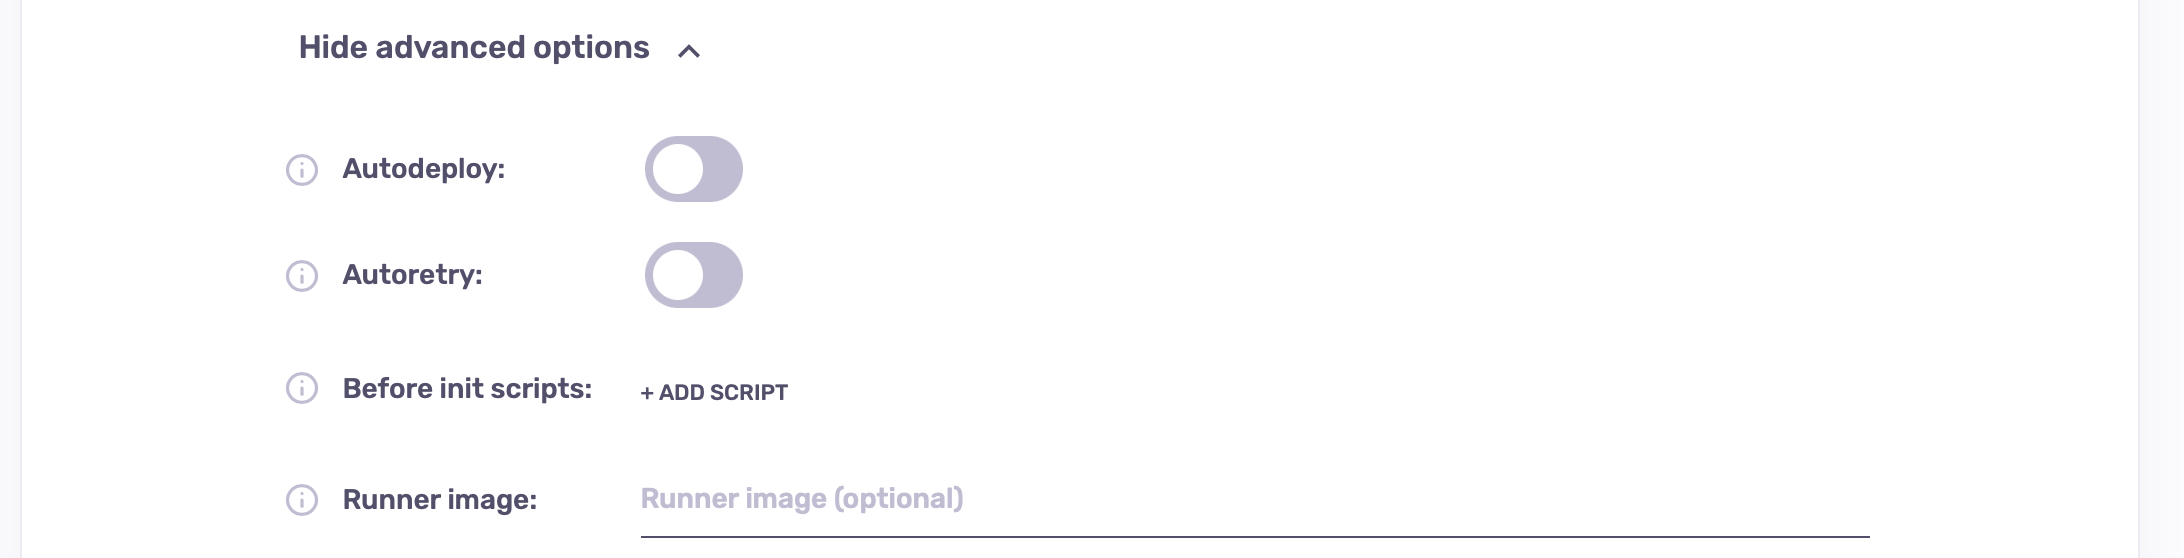 Hide advanced options
Autodeploy:
Autoretry:
Before init scripts: + ADD SCRIPT
Runner image: Runner image (optional)